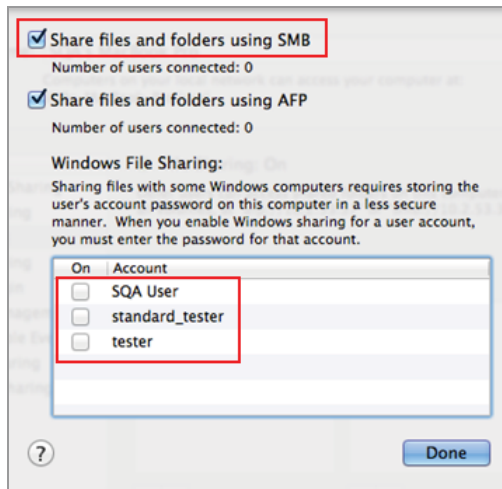 Share files and folders using SMB
Number of users connected: 0
Share files and folders using AFP
Number of users connected: 0
Windows File Sharing:
Sharing files with some Windows computers requires storing the
user's account password on this computer in a less secure
manner. When you enable Windows sharing for a user account,
you must enter the password for that account.
On Account
SQA User
standard_tester
tester
? Done